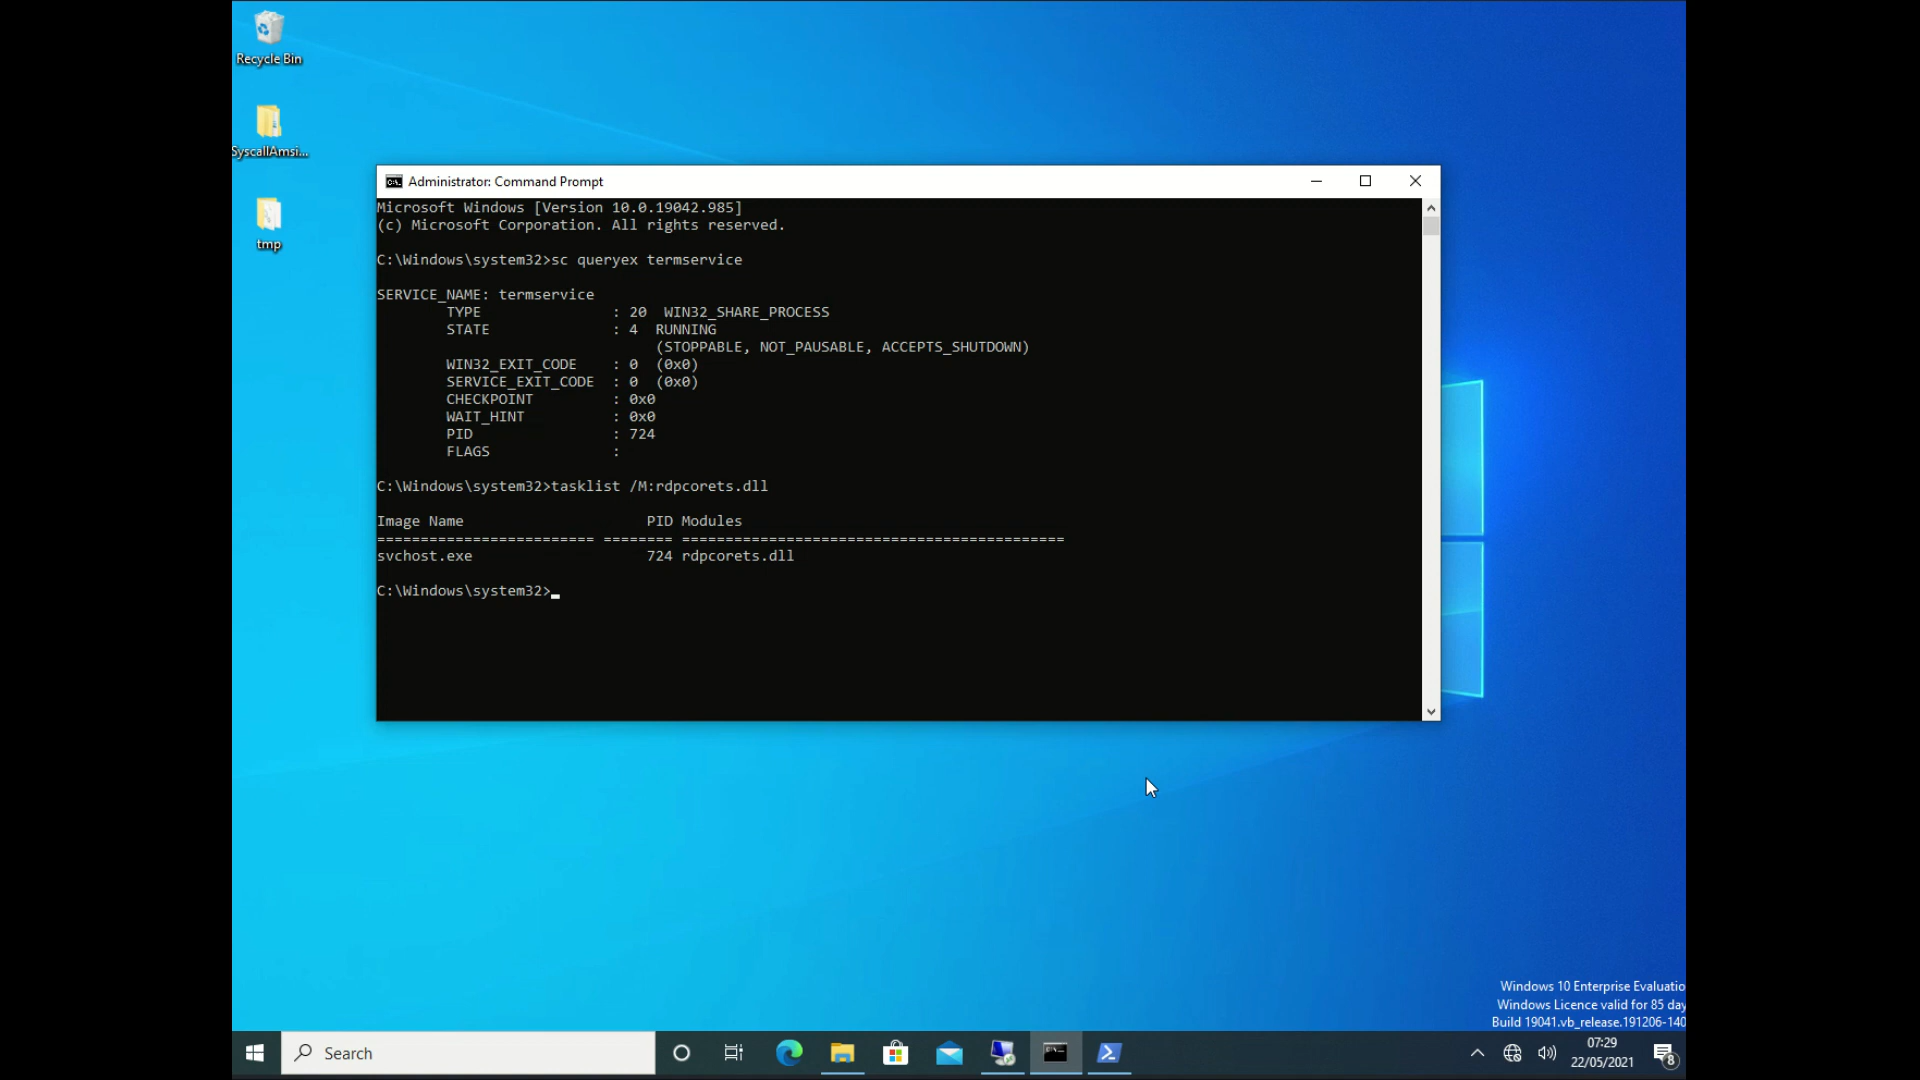 Recycle Bin
SyscallAmsi...
tmp
Administrator: Command Prompt
Microsoft Windows [Version 10.0.19042.985]
(c) Microsoft Corporation. All rights reserved.
C:\Windows\system32>sc queryex termservice
SERVICE_NAME: termservice
TYPE : 20 WIN32_SHARE_PROCESS
STATE : 4 RUNNING
(STOPPABLE, NOT_PAUSABLE, ACCEPTS_SHUTDOWN)
WIN32_EXIT_CODE : 0 (0x0)
SERVICE_EXIT_CODE : 0 (0x0)
CHECKPOINT : 0x0
WAIT_HINT : 0x0
PID : 724
FLAGS :
C:\Windows\system32>tasklist /M:rdpcorets.dll
Image Name PID Modules
========================= ======== ============================================
svchost.exe 724 rdpcorets.dll
C:\Windows\system32>
Windows 10 Enterprise Evaluatio
Windows Licence valid for 85 day
Build 19041.vb_release.191206-140
Search
07:29
22/05/2021
8